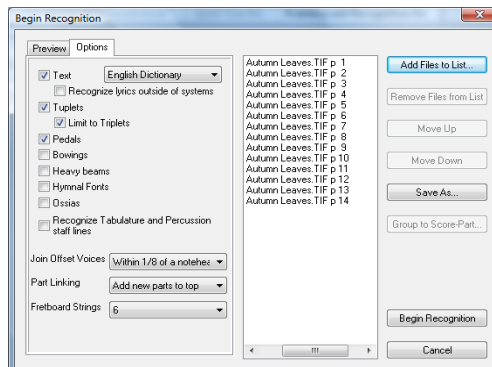 Begin Recognition
Preview Options
Text English Dictionary
Recognize lyrics outside of systems
Tuplets
Limit to Triplets
Pedals
Bowings
Heavy beams
Hymnal Fonts
Ossias
Recognize Tabulature and Percussion
staff lines
Join Offset Voices Within 1/8 of a notehea
Part Linking Add new parts to top
Fretboard Strings 6
Autumn Leaves.TIF p 1
Autumn Leaves.TIF p 2
Autumn Leaves.TIF p 3
Autumn Leaves.TIF p 4
Autumn Leaves.TIF p 5
Autumn Leaves.TIF p 6
Autumn Leaves.TIF p 7
Autumn Leaves.TIF p 8
Autumn Leaves.TIF p 9
Autumn Leaves.TIF p 10
Autumn Leaves.TIF p 11
Autumn Leaves.TIF p 12
Autumn Leaves.TIF p 13
Autumn Leaves.TIF p 14
Add Files to List...
Remove Files from List
Move Up
Move Down
Save As...
Group to Score-Part...
Begin Recognition
Cancel